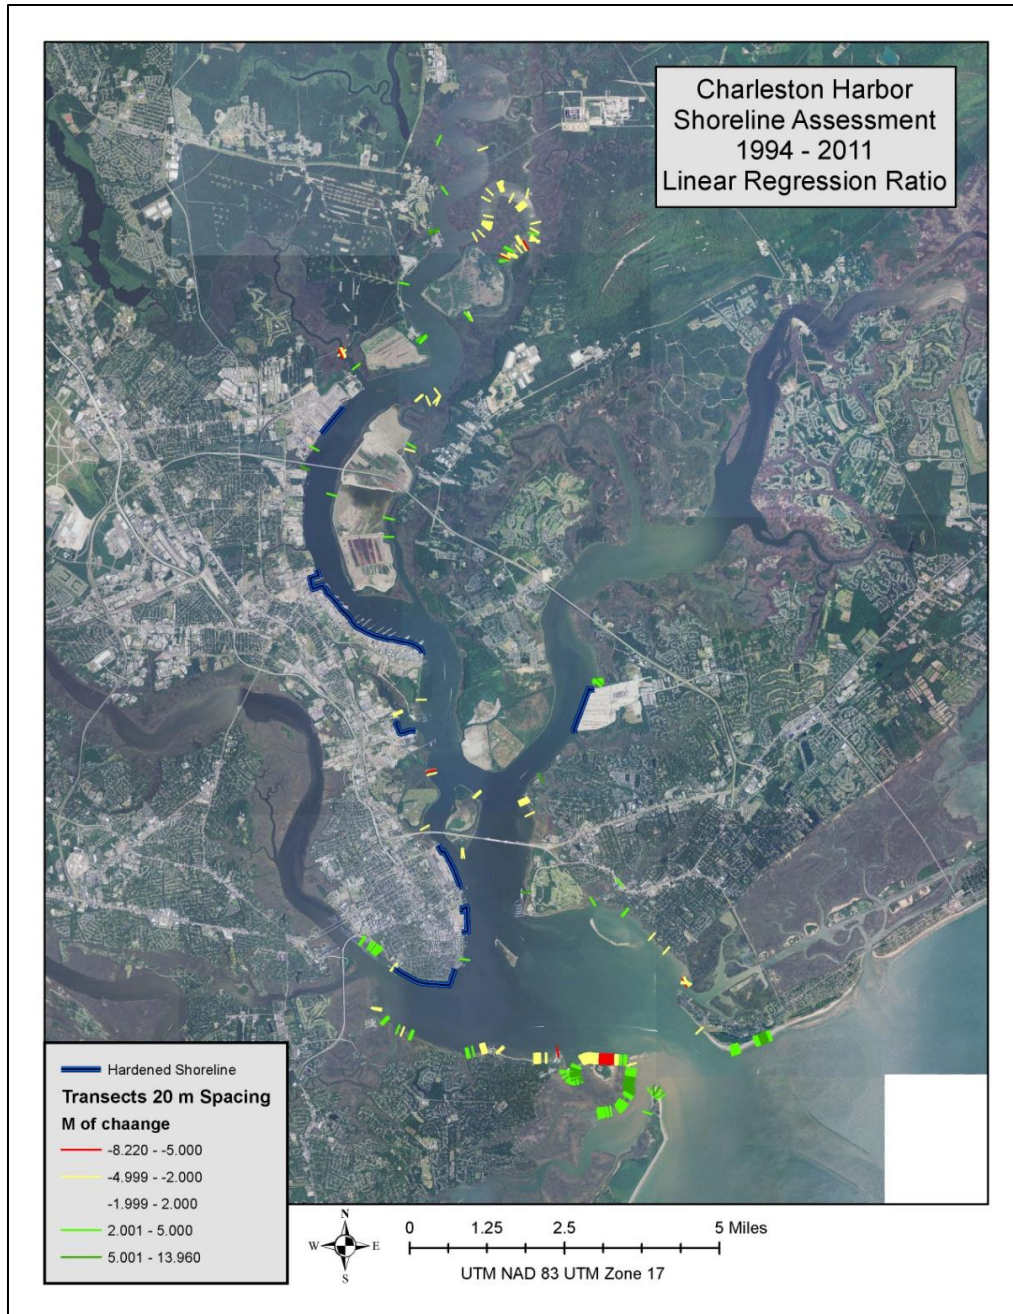 Charleston Harbor
Shoreline Assessment
1994 - 2011
Linear Regression Ratio
Hardened Shoreline
Transects 20 m Spacing
M of chaange
-8.220 - -5.000
-4.999 - -2.000
-1.999 - 2.000
2.001 - 5.000
5.001 - 13.960
N
W E
S
0 1.25 2.5 5 Miles
UTM NAD 83 UTM Zone 17